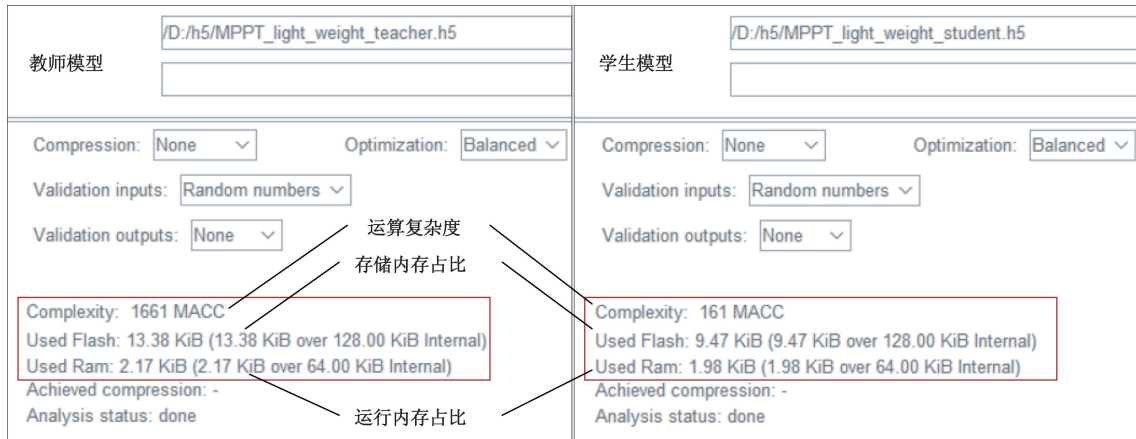 /D:/h5/MPPT_light_weight_teacher.h5
教师模型
Compression: None
Optimization: Balanced
Validation inputs: Random numbers
Validation outputs: None
Complexity: 1661 MACC
Used Flash: 13.38 KiB (13.38 KiB over 128.00 KiB Internal)
Used Ram: 2.17 KiB (2.17 KiB over 64.00 KiB Internal)
Achieved compression: -
Analysis status: done
运算复杂度
存储内存占比
运行内存占比
/D:/h5/MPPT_light_weight_student.h5
学生模型
Compression: None
Optimization: Balanced
Validation inputs: Random numbers
Validation outputs: None
Complexity: 161 MACC
Used Flash: 9.47 KiB (9.47 KiB over 128.00 KiB Internal)
Used Ram: 1.98 KiB (1.98 KiB over 64.00 KiB Internal)
Achieved compression: -
Analysis status: done